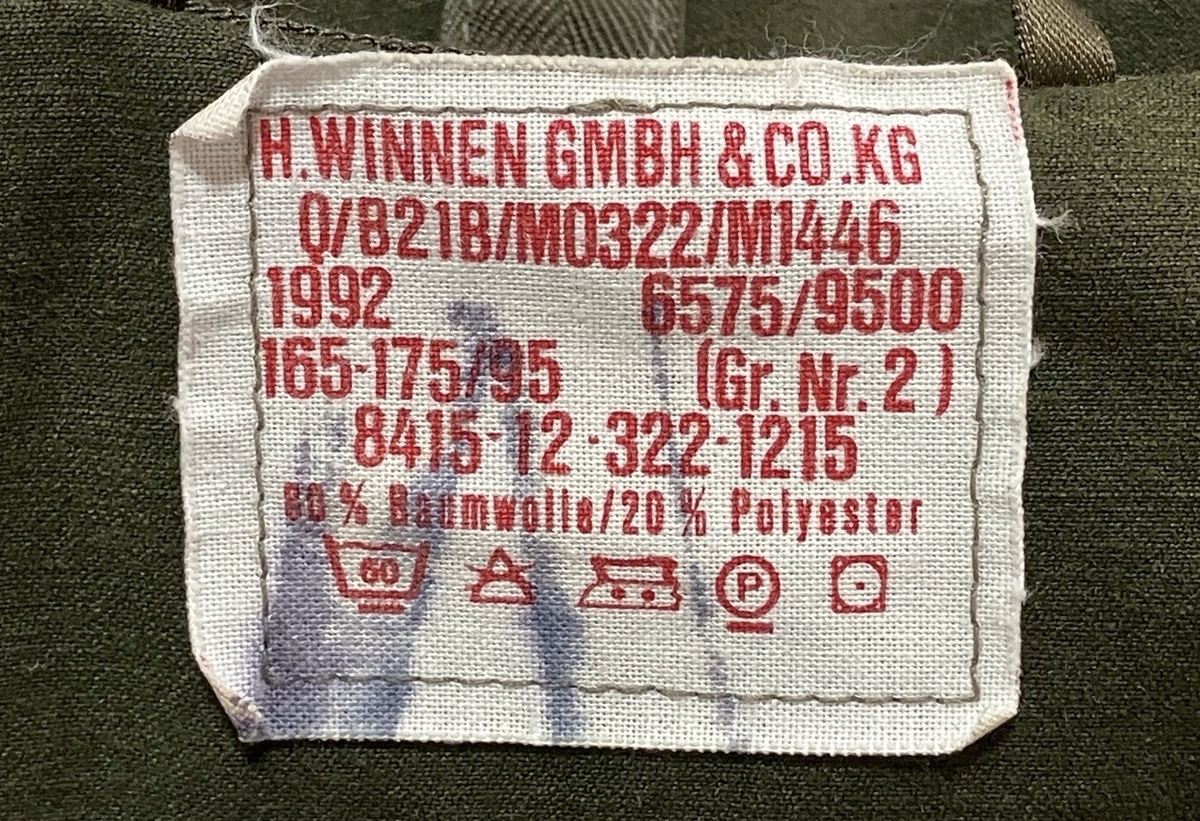 H.WINNEN GMBH & CO.KG
Q/B21B/M0322/M1446
1992 6575/9500
165-175/95 (Gr. Nr. 2 )
8415-12-322-1215
80 % Baumwolle/20 % Polyester
60 P